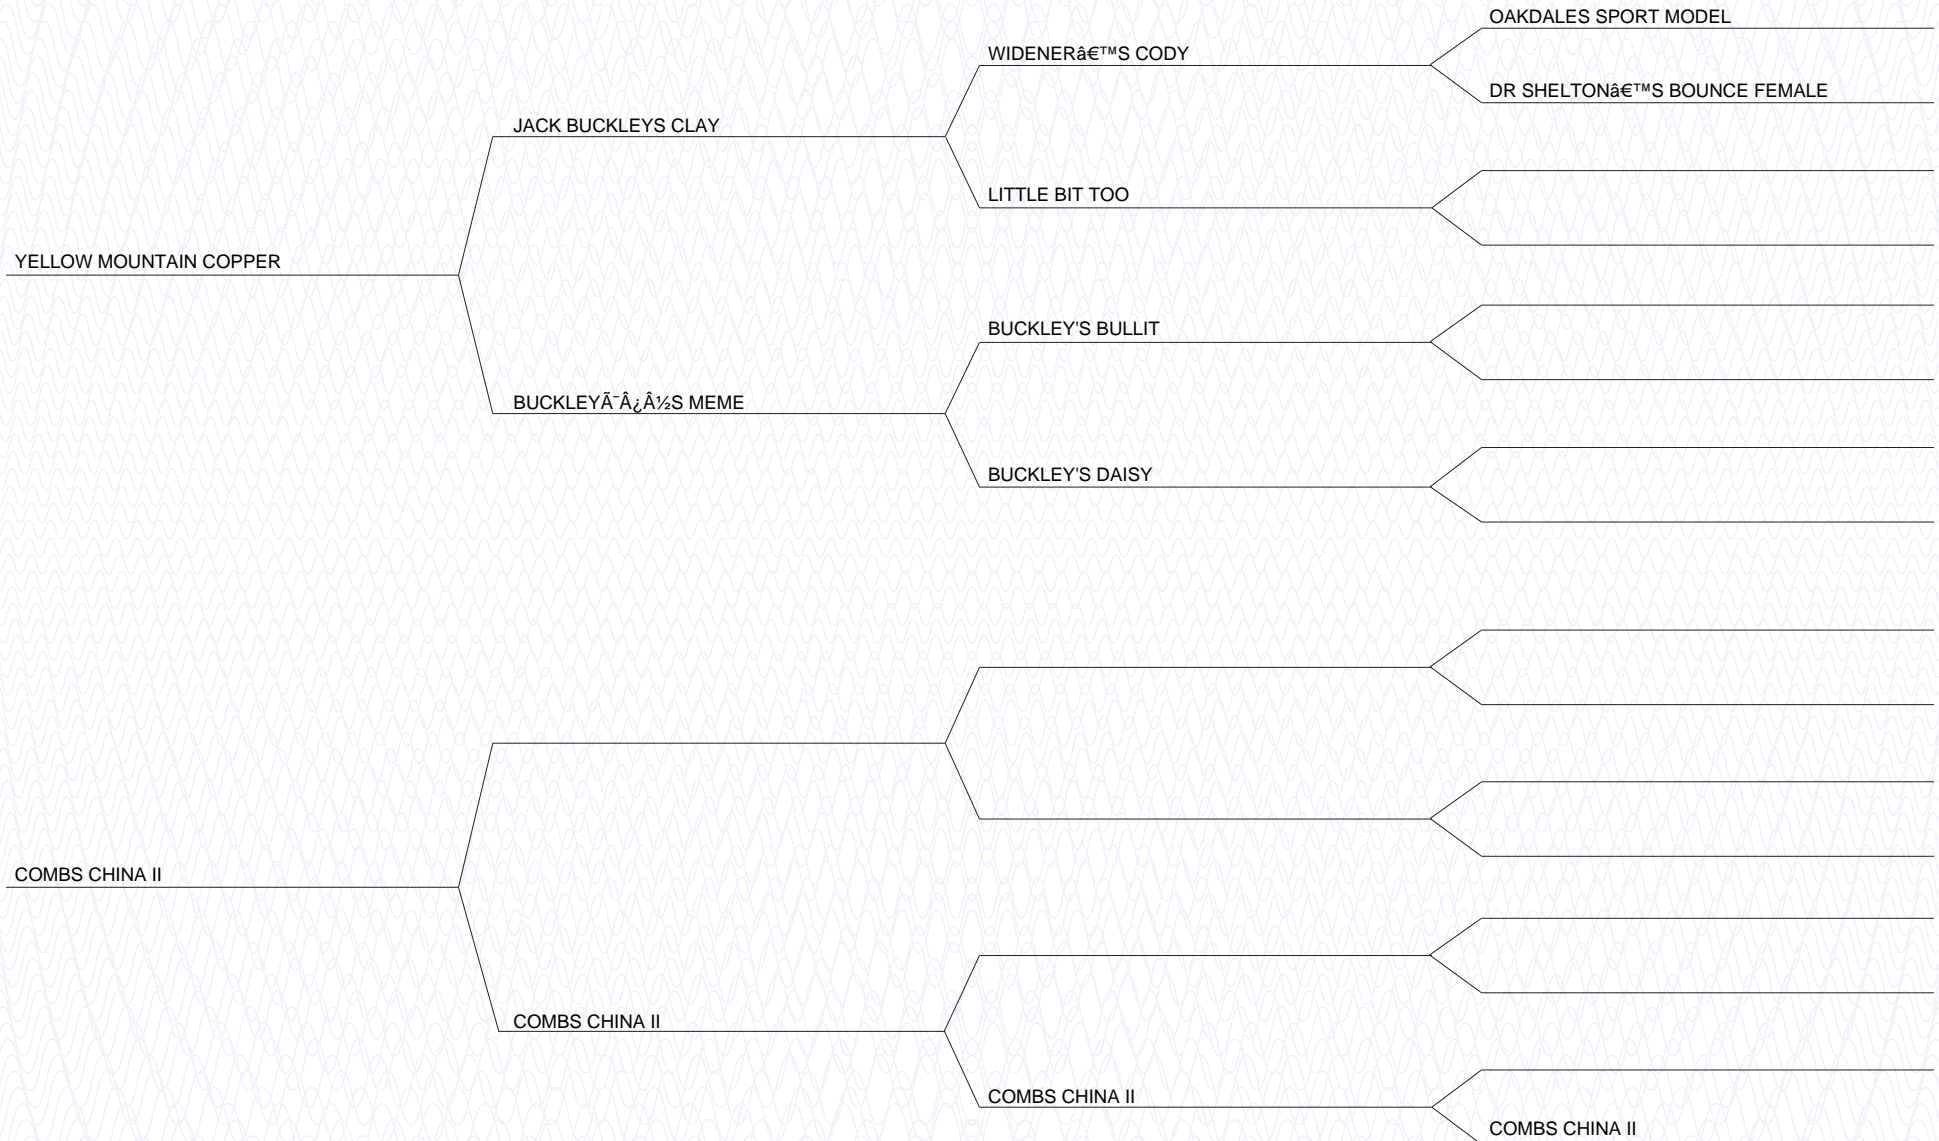 OAKDALES SPORT MODEL
WIDENERâ€™S CODY
DR SHELTONâ€™S BOUNCE FEMALE
JACK BUCKLEYS CLAY
LITTLE BIT TOO
YELLOW MOUNTAIN COPPER
BUCKLEY'S BULLIT
BUCKLEYÃ¯Â¿Â½S MEME
BUCKLEY'S DAISY
COMBS CHINA II
COMBS CHINA II
COMBS CHINA II
COMBS CHINA II